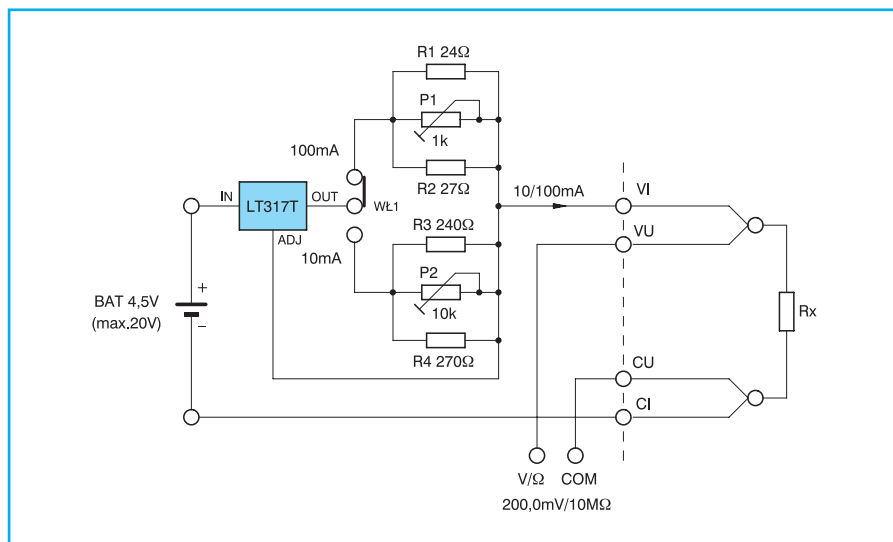 R1 24Ω
P1
1k
100mA
R2 27Ω
10/100mA
VI
IN
LT317T
OUT
WŁ1
ADJ
R3 240Ω
VU
10mA
P2
BAT 4,5V
+
10k
(max.20V)
–
Rx
R4 270Ω
CU
CI
V/Ω
COM
200,0mV/10MΩ